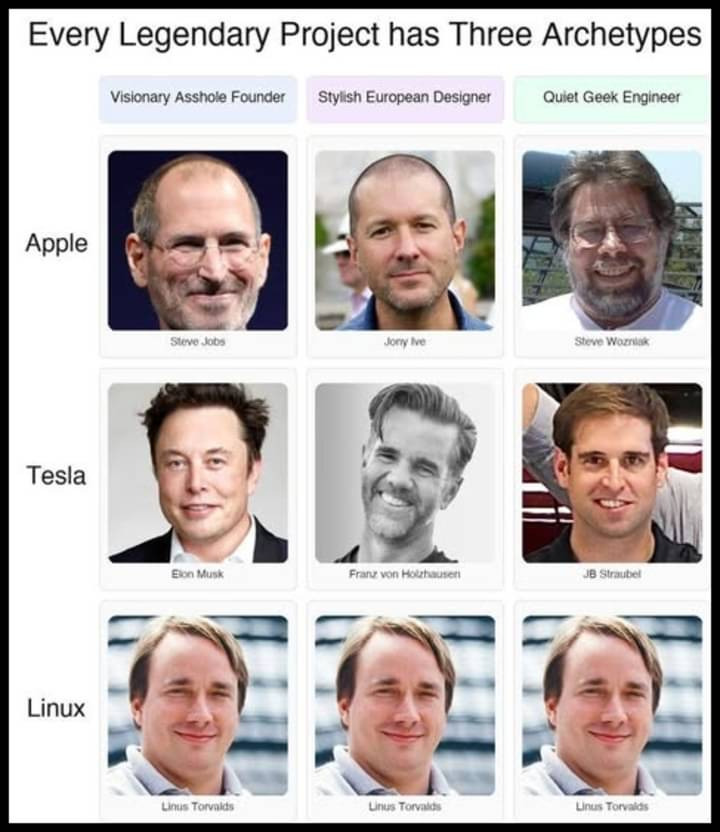 Every Legendary Project has Three Archetypes
Visionary Asshole Founder
Stylish European Designer
Quiet Geek Engineer
Apple
Steve Jobs
Jony Ive
Steve Wozniak
Tesla
Elon Musk
Franz von Holzhausen
JB Straubel
Linux
Linus Torvalds
Linus Torvalds
Linus Torvalds